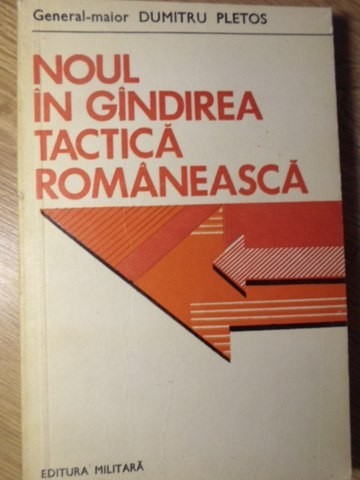 General-maior DUMITRU PLETOS
NOUL
ÎN GÎNDIREA
TACTICĂ
ROMÂNEASCĂ
EDITURA MILITARĂ